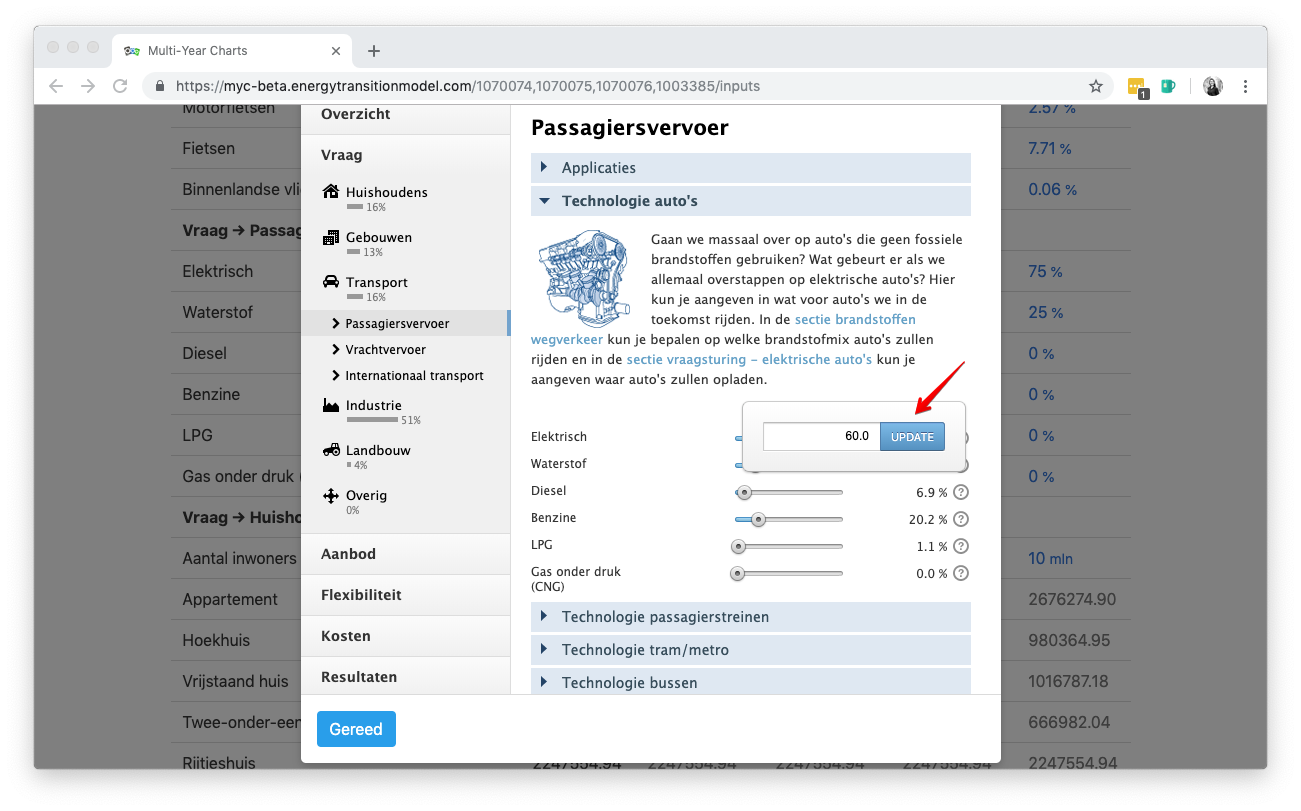 Multi-Year Charts
https://myc-beta.energytransitionmodel.com/1070074,1070075,1070076,1003385/inputs
1
Motorfietsen
2.57 %
Fietsen
7.71 %
Binnenlandse vli
0.06 %
Vraag → Passag
Elektrisch
75 %
Waterstof
25 %
Diesel
0 %
Benzine
0 %
LPG
0 %
Gas onder druk (
0 %
Vraag → Huisho
Aantal inwoners
10 mln
Appartement
2676274.90
Hoekhuis
980364.95
Vrijstaand huis
1016787.18
Twee-onder-een
666982.04
Rijtjeshuis
2247554.94
2247554.94
2247554.94
2247554.94
2247554.94
Overzicht
Vraag
Huishoudens
16%
Gebouwen
13%
Transport
16%
Passagiersvervoer
Vrachtvervoer
Internationaal transport
Industrie
51%
Landbouw
4%
Overig
0%
Aanbod
Flexibiliteit
Kosten
Resultaten
Passagiersvervoer
Applicaties
Technologie auto's
Gaan we massaal over op auto's die geen fossiele
brandstoffen gebruiken? Wat gebeurt er als we
allemaal overstappen op elektrische auto's? Hier
kun je aangeven in wat voor auto's we in de
toekomst rijden. In de sectie brandstoffen
wegverkeer kun je bepalen op welke brandstofmix auto's zullen
rijden en in de sectie vraagsturing – elektrische auto's kun je
aangeven waar auto's zullen opladen.
Elektrisch
60.0 UPDATE
Waterstof
Diesel 6.9 % ?
Benzine 20.2 % ?
LPG 1.1 % ?
Gas onder druk
(CNG) 0.0 % ?
Technologie passagierstreinen
Technologie tram/metro
Technologie bussen
Gereed